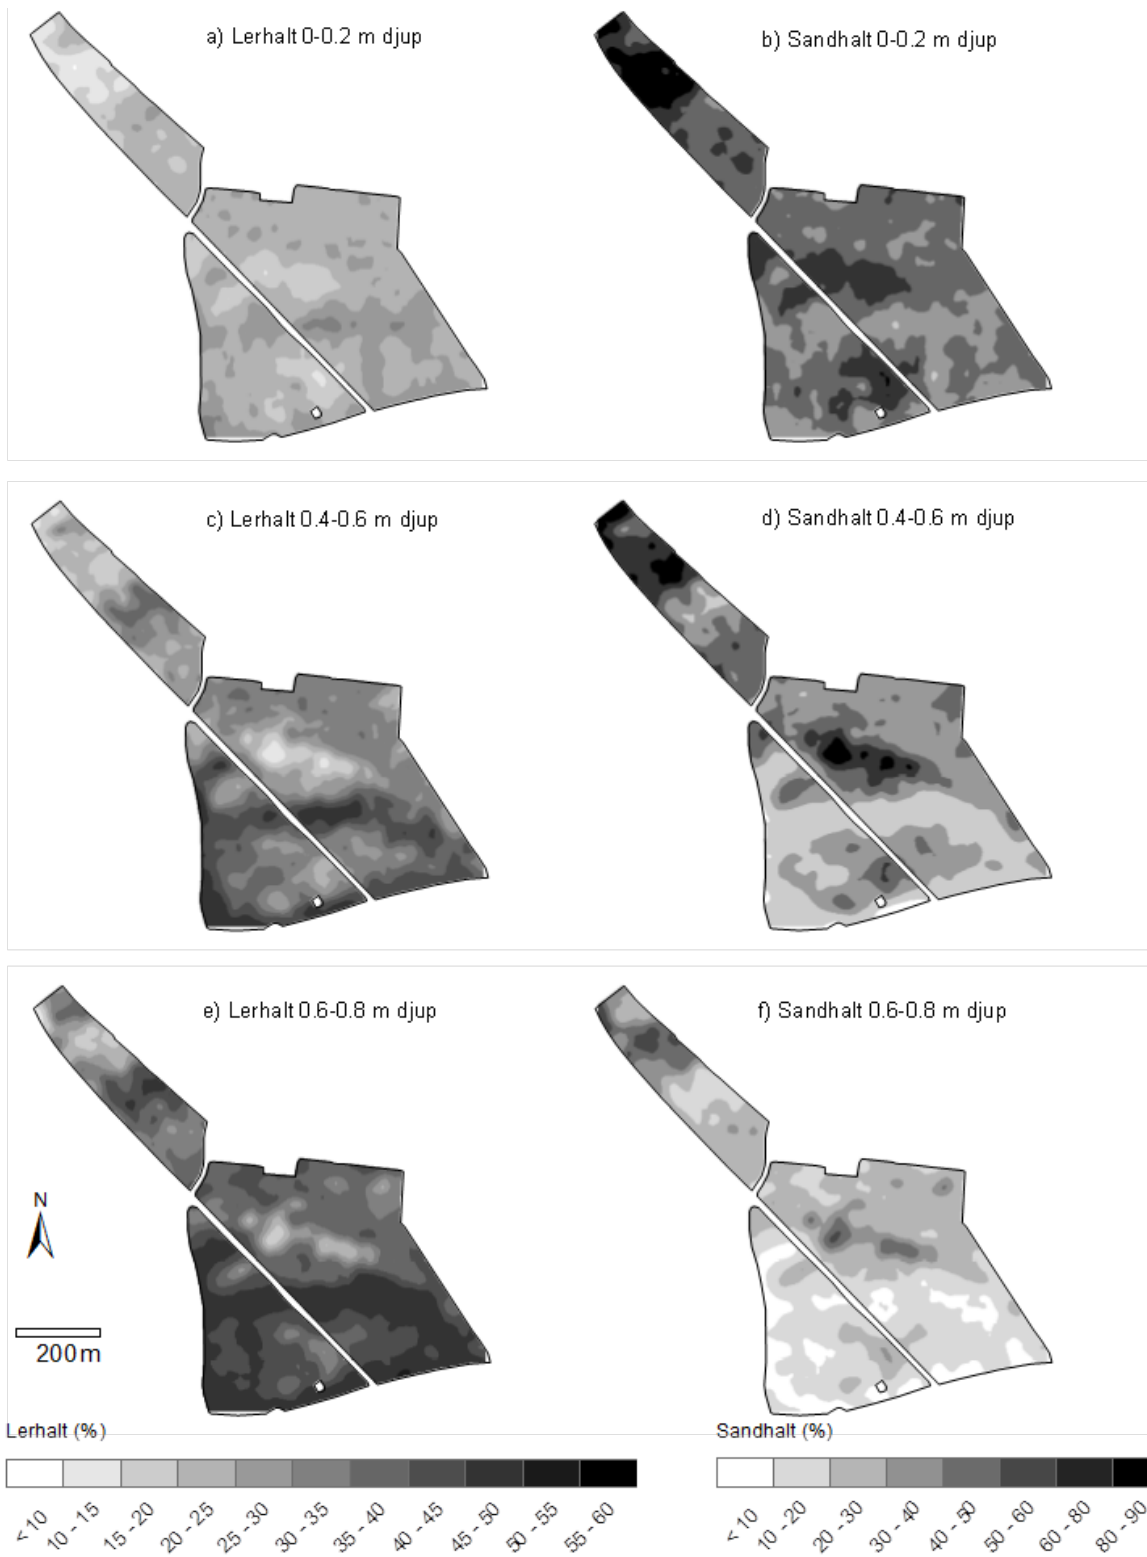 a) Lerhalt 0-0.2 m djup
b) Sandhalt 0-0.2 m djup
c) Lerhalt 0.4-0.6 m djup
d) Sandhalt 0.4-0.6 m djup
e) Lerhalt 0.6-0.8 m djup
f) Sandhalt 0.6-0.8 m djup
N
200 m
Lerhalt (%)
< 10
10 - 15
15 - 20
20 - 25
25 - 30
30 - 35
35 - 40
40 - 45
45 - 50
50 - 55
55 - 60
Sandhalt (%)
< 10
10 - 20
20 - 30
30 - 40
40 - 50
50 - 60
60 - 80
80 - 90